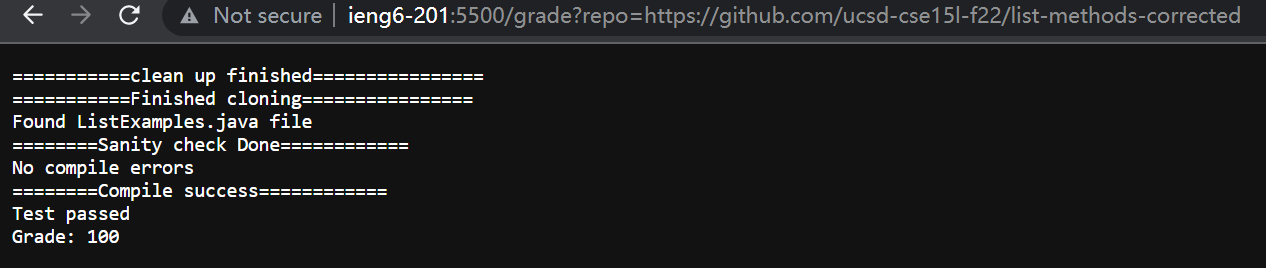 Not secure | ieng6-201:5500/grade?repo=https://github.com/ucsd-cse15l-f22/list-methods-corrected
===========clean up finished================
===========Finished cloning================
Found ListExamples.java file
========Sanity check Done============
No compile errors
========Compile success============
Test passed
Grade: 100